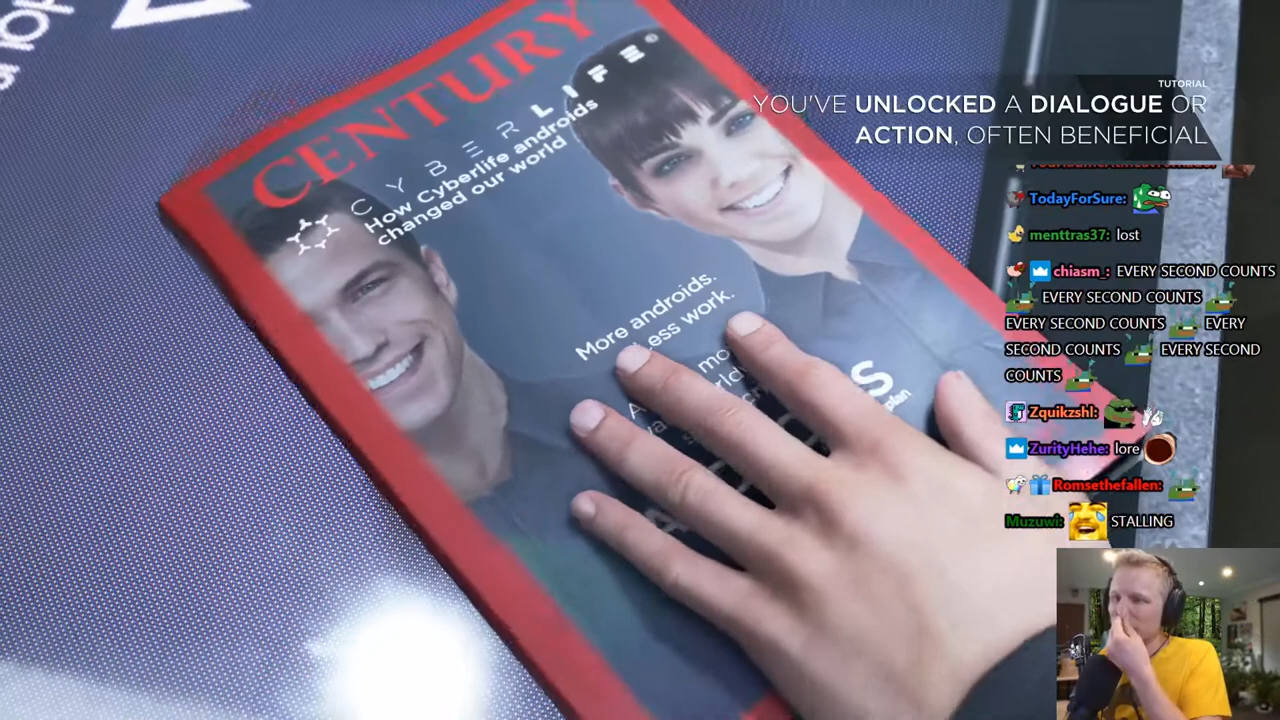 CENTURY
CYBERLIFE
How Cyberlife androids
changed our world
More androids.
Less work.
plan
TUTORIAL
YOU'VE UNLOCKED A DIALOGUE OR
ACTION, OFTEN BENEFICIAL
TodayForSure:
menttras37: lost
chiasm_: EVERY SECOND COUNTS
EVERY SECOND COUNTS
EVERY SECOND COUNTS EVERY
SECOND COUNTS EVERY SECOND
COUNTS
Zquikzshl:
ZurityHehe: lore
Romsethefallen:
Muzuwi: STALLING